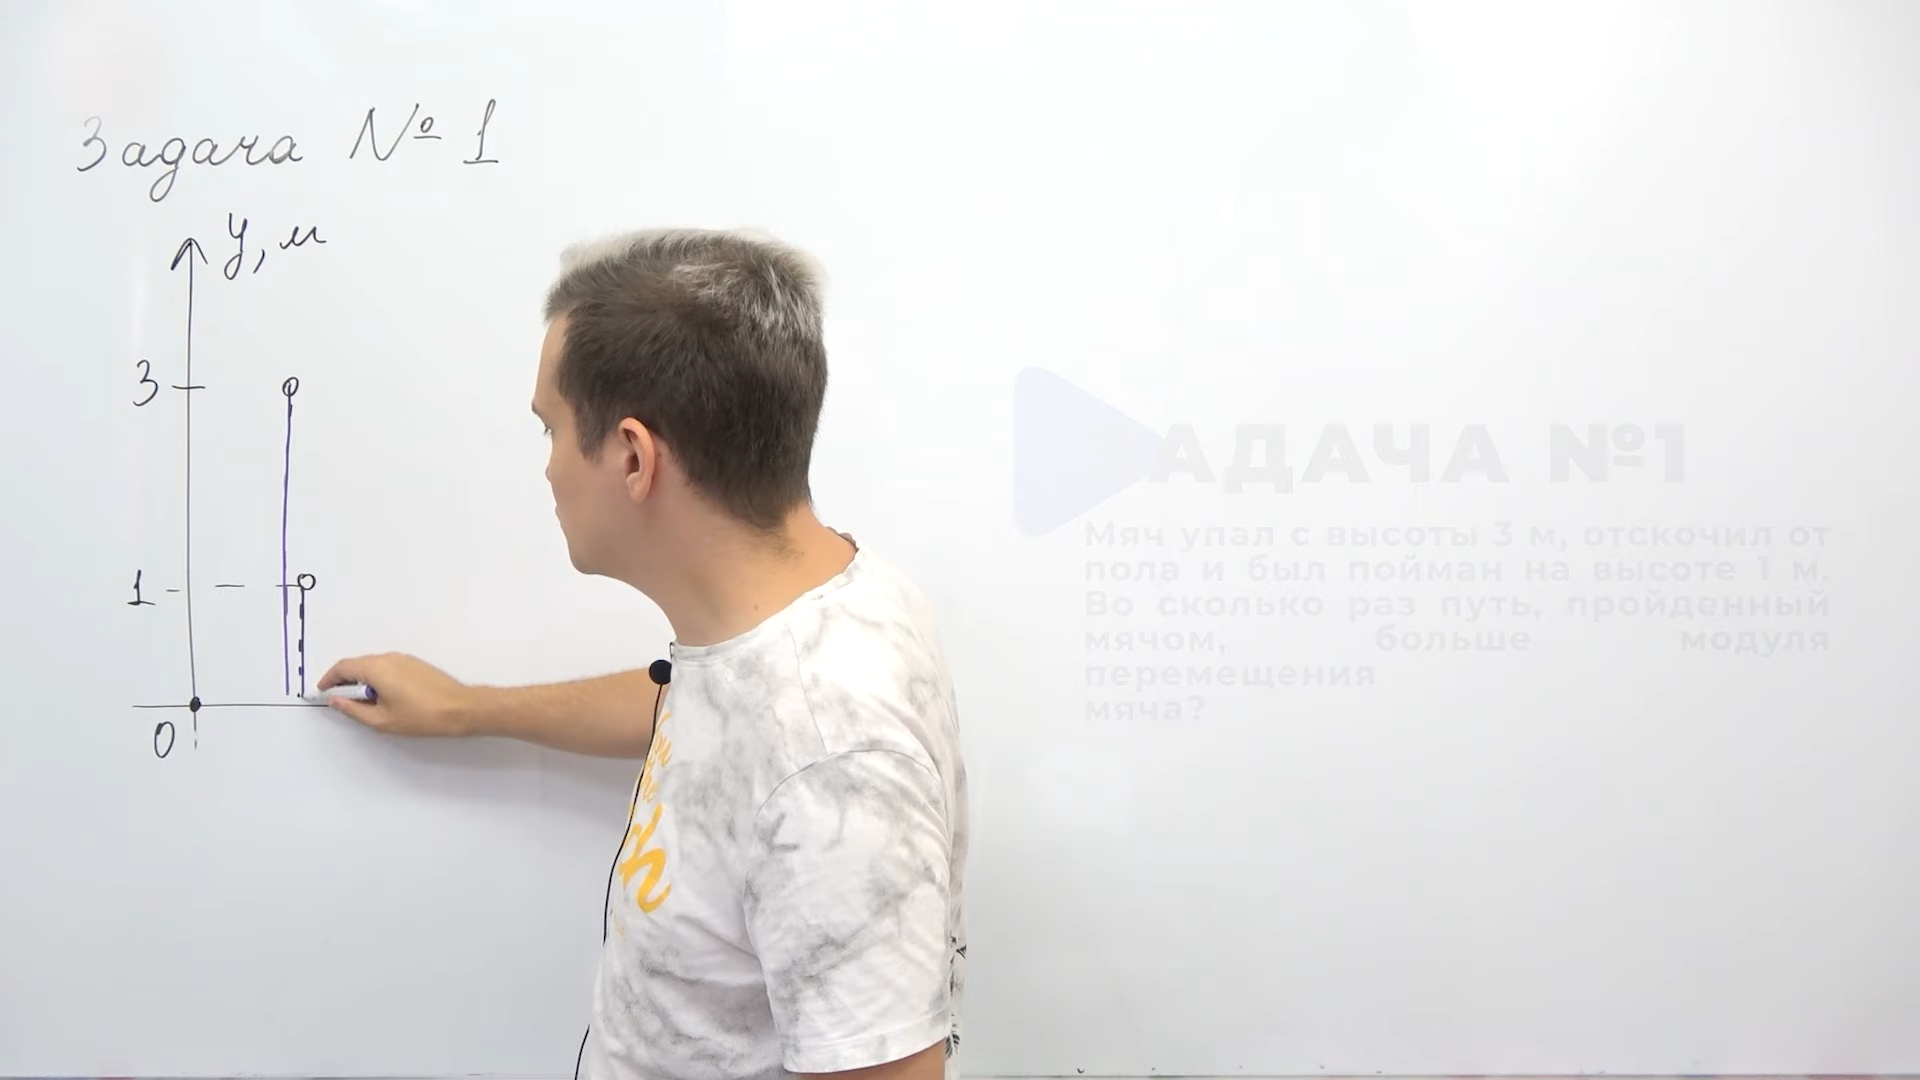 Задача № 1
y, м
3
1
0
АДАЧА №1
Мяч упал с высоты 3 м, отскочил от
пола и был пойман на высоте 1 м.
Во сколько раз путь, пройденный
мячом, больше модуля
перемещения
мяча?